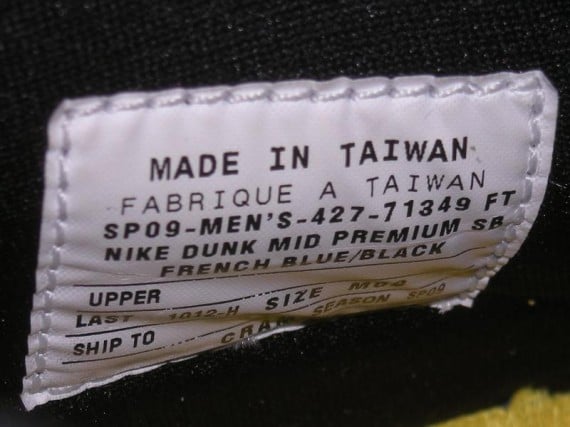 MADE IN TAIWAN
FABRIQUE A TAIWAN
SP09-MEN'S-427-71349 FT
NIKE DUNK MID PREMIUM SB
FRENCH BLUE/BLACK
UPPER
LAST 1012-H SIZE M09
SHIP TO SEASON SP09